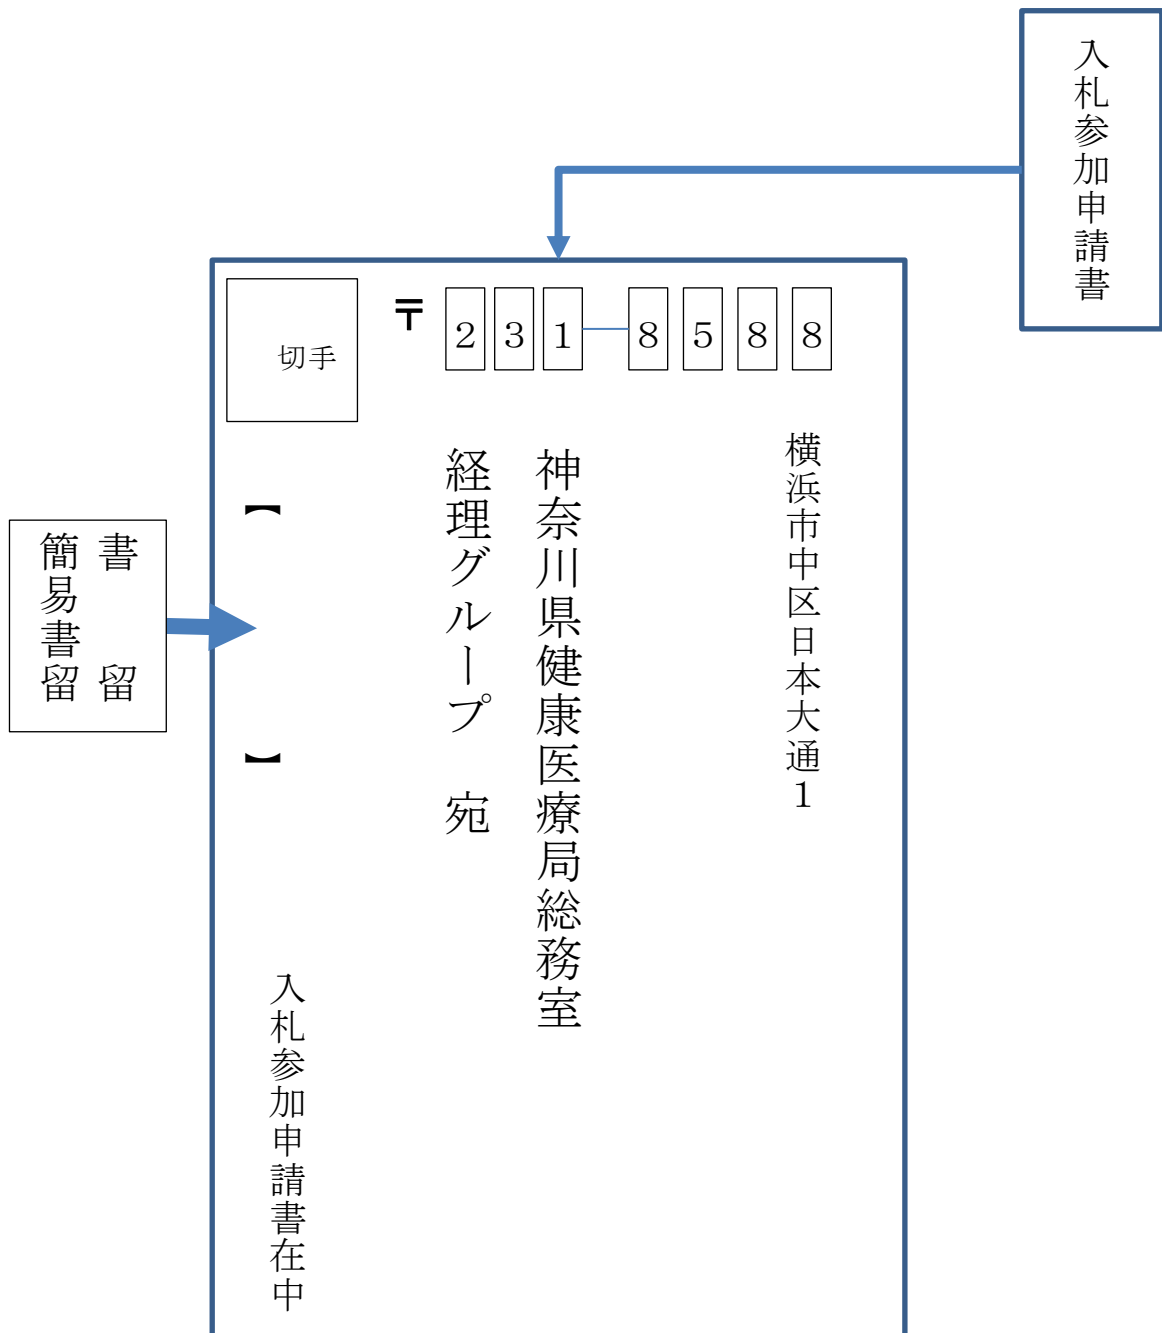 入札参加申請書
切手
〒231-8588
横浜市中区日本大通1
神奈川県健康医療局総務室
経理グループ　宛
【　　　】
書　留
簡易書留
入札参加申請書在中